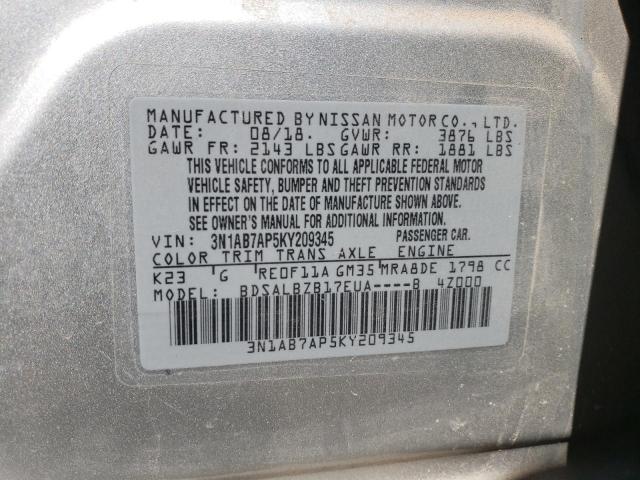 MANUFACTURED BY NISSAN MOTOR CO., LTD.
DATE: 08/18. GVWR: 3876 LBS
GAWR FR: 2143 LBS GAWR RR: 1881 LBS
THIS VEHICLE CONFORMS TO ALL APPLICABLE FEDERAL MOTOR
VEHICLE SAFETY, BUMPER AND THEFT PREVENTION STANDARDS
IN EFFECT ON THE DATE OF MANUFACTURE SHOWN ABOVE.
SEE OWNER'S MANUAL FOR ADDITIONAL INFORMATION.
VIN: 3N1AB7AP5KY209345 PASSENGER CAR.
COLOR TRIM TRANS AXLE ENGINE
K23 G RE0F11A GM35 MRA8DE 1798 CC
MODEL: BDSALBZB17EUA----B 4Z000
3N1AB7AP5KY209345